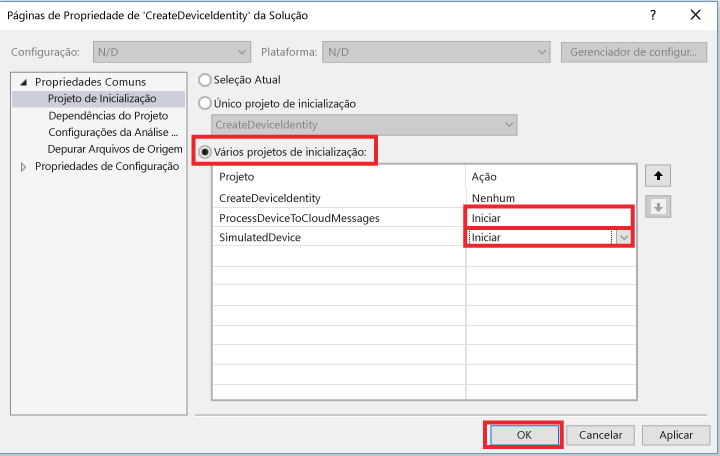 Páginas de Propriedade de 'CreateDeviceIdentity' da Solução
?
Configuração: N/D
Plataforma: N/D
Gerenciador de configur...
Propriedades Comuns
Projeto de Inicialização
Dependências do Projeto
Configurações da Análise ...
Depurar Arquivos de Origem
Propriedades de Configuração
Seleção Atual
Único projeto de inicialização
CreateDeviceIdentity
Vários projetos de inicialização:
Projeto Ação
CreateDeviceIdentity Nenhum
ProcessDeviceToCloudMessages Iniciar
SimulatedDevice Iniciar
OK Cancelar Aplicar